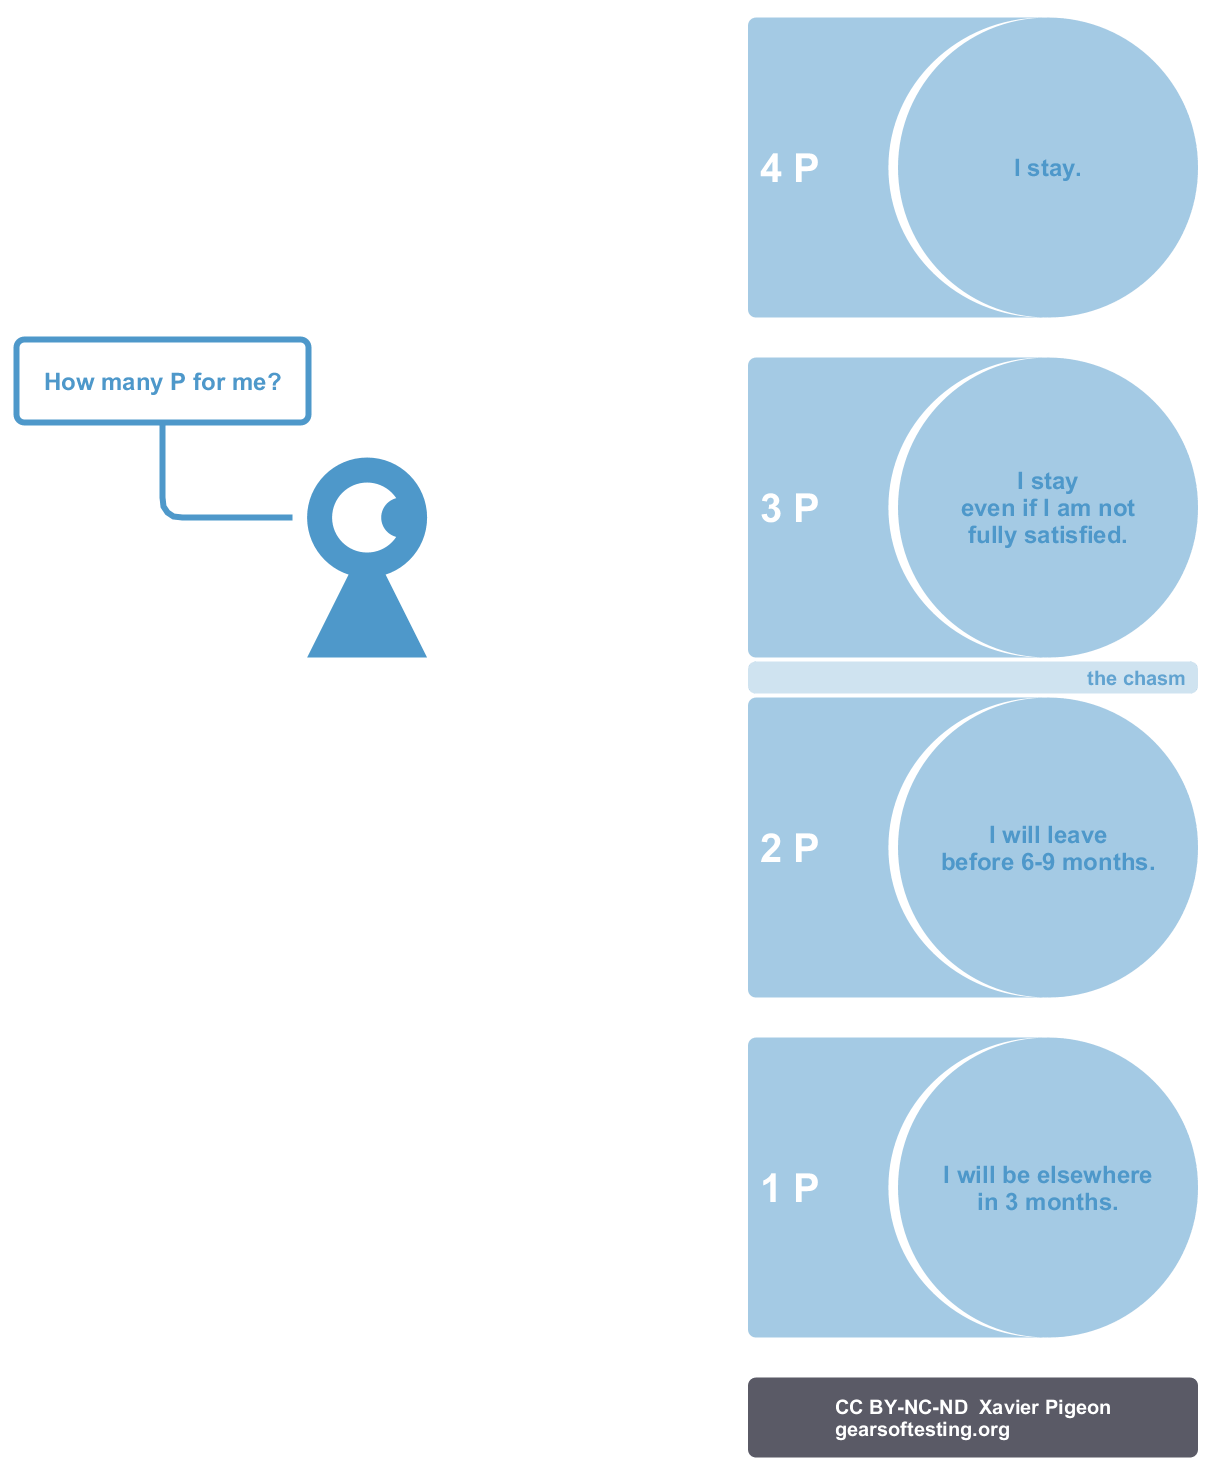 4 P
I stay.
How many P for me?
3 P
I stay
even if I am not
fully satisfied.
the chasm
2 P
I will leave
before 6-9 months.
1 P
I will be elsewhere
in 3 months.
CC BY-NC-ND  Xavier Pigeon
gearsoftesting.org